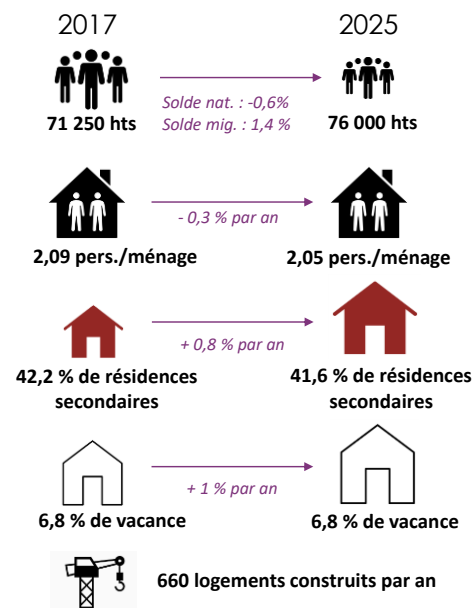 2017
2025
Solde nat. : -0,6%
Solde mig. : 1,4 %
71 250 hts
76 000 hts
- 0,3 % par an
2,09 pers./ménage
2,05 pers./ménage
+ 0,8 % par an
42,2 % de résidences
secondaires
41,6 % de résidences
secondaires
+ 1 % par an
6,8 % de vacance
6,8 % de vacance
660 logements construits par an